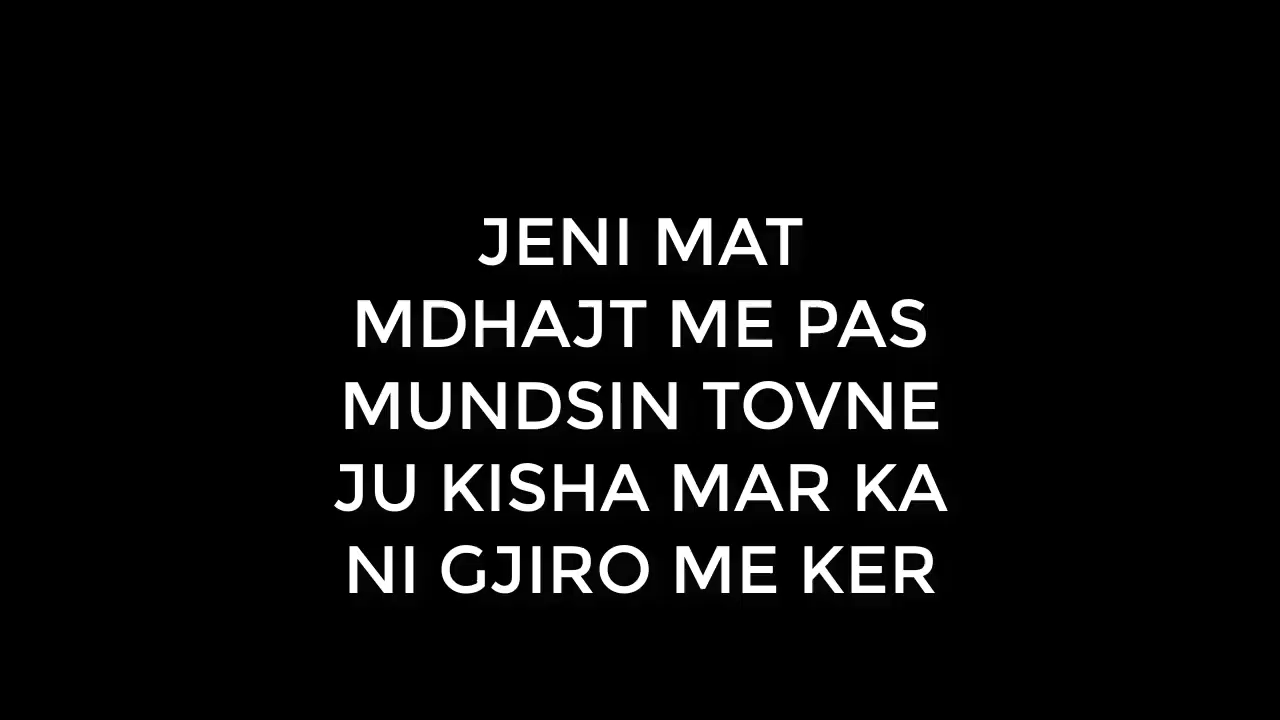 JENI MAT
MDHAJT ME PAS
MUNDSIN TOVNE
JU KISHA MAR KA
NI GJIRO ME KER